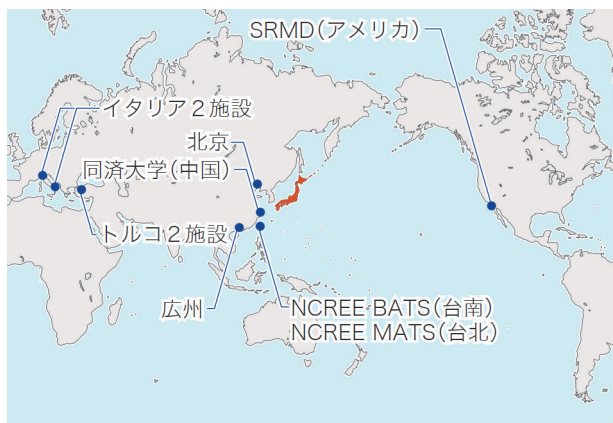 SRMD(アメリカ)
イタリア2施設
北京
同済大学(中国)
トルコ2施設
広州
NCREE BATS(台南)
NCREE MATS(台北)